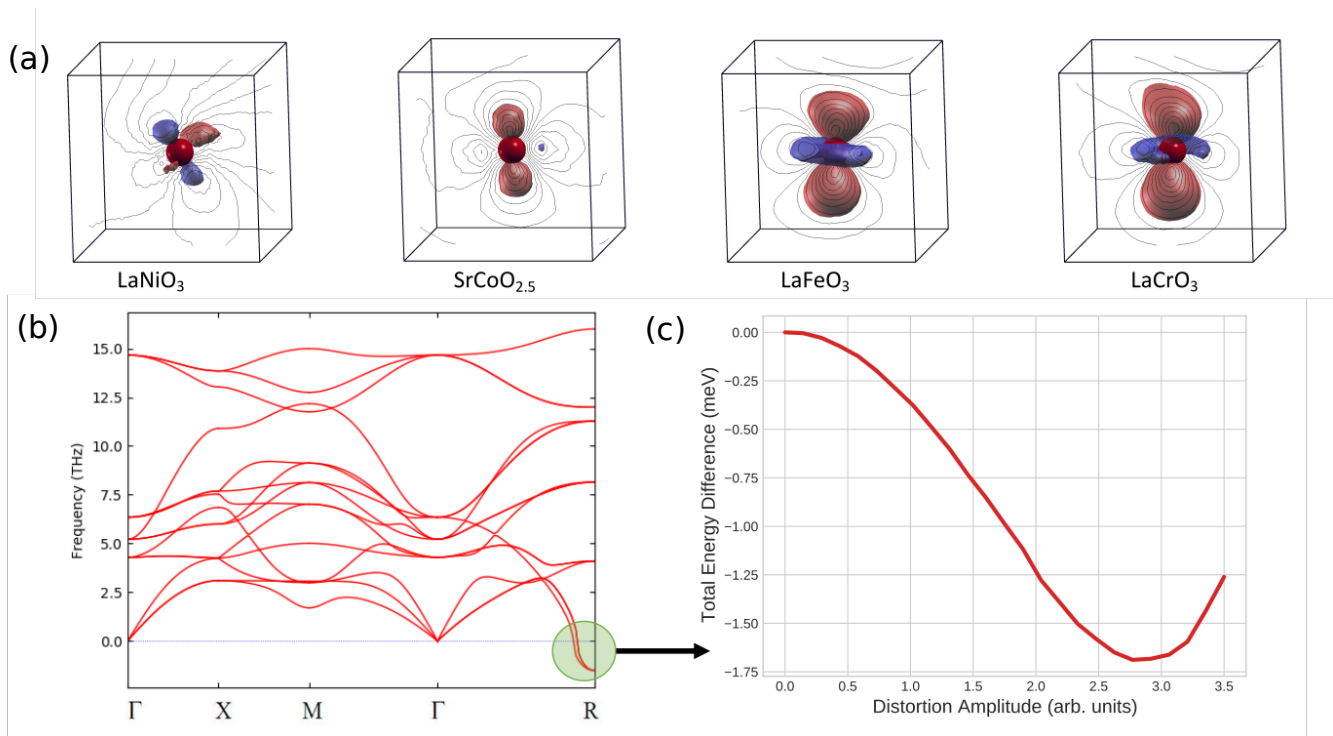 (a)
LaNiO₃
SrCoO₂.₅
LaFeO₃
LaCrO₃
(b)
Frequency (THz)
15.0
12.5
10.0
7.5
5.0
2.5
0.0
Γ X M Γ R
(c)
Total Energy Difference (meV)
0.00
−0.25
−0.50
−0.75
−1.00
−1.25
−1.50
−1.75
0.0 0.5 1.0 1.5 2.0 2.5 3.0 3.5
Distortion Amplitude (arb. units)